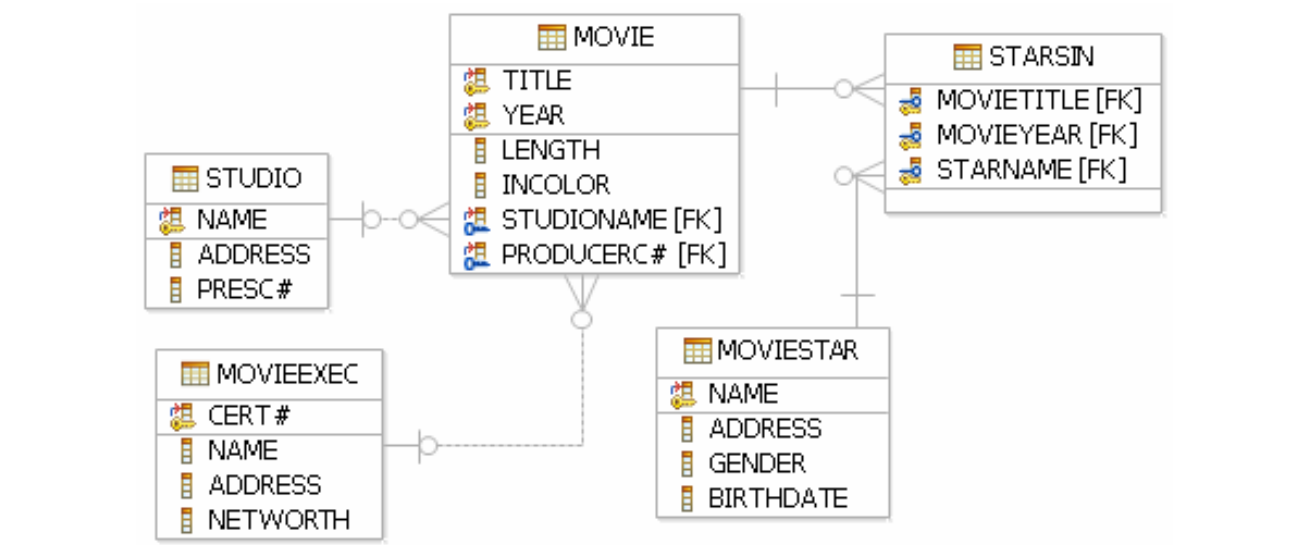 MOVIE
TITLE
YEAR
LENGTH
INCOLOR
STUDIONAME [FK]
PRODUCERC# [FK]
STARSIN
MOVIETITLE [FK]
MOVIEYEAR [FK]
STARNAME [FK]
STUDIO
NAME
ADDRESS
PRESC#
MOVIEEXEC
CERT#
NAME
ADDRESS
NETWORTH
MOVIESTAR
NAME
ADDRESS
GENDER
BIRTHDATE